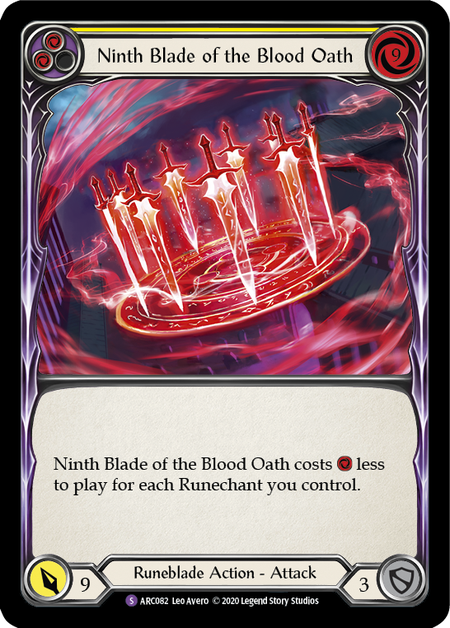 Ninth Blade of the Blood Oath
9
Ninth Blade of the Blood Oath costs less
to play for each Runechant you control.
9
Runeblade Action - Attack
3
S ARC082 Leo Avero © 2020 Legend Story Studios